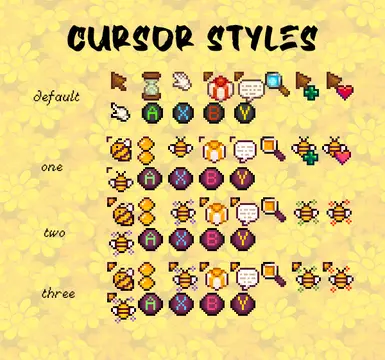 CURSOR STYLES
default
A X B Y
one
A X B Y
two
A X B Y
three
A X B Y